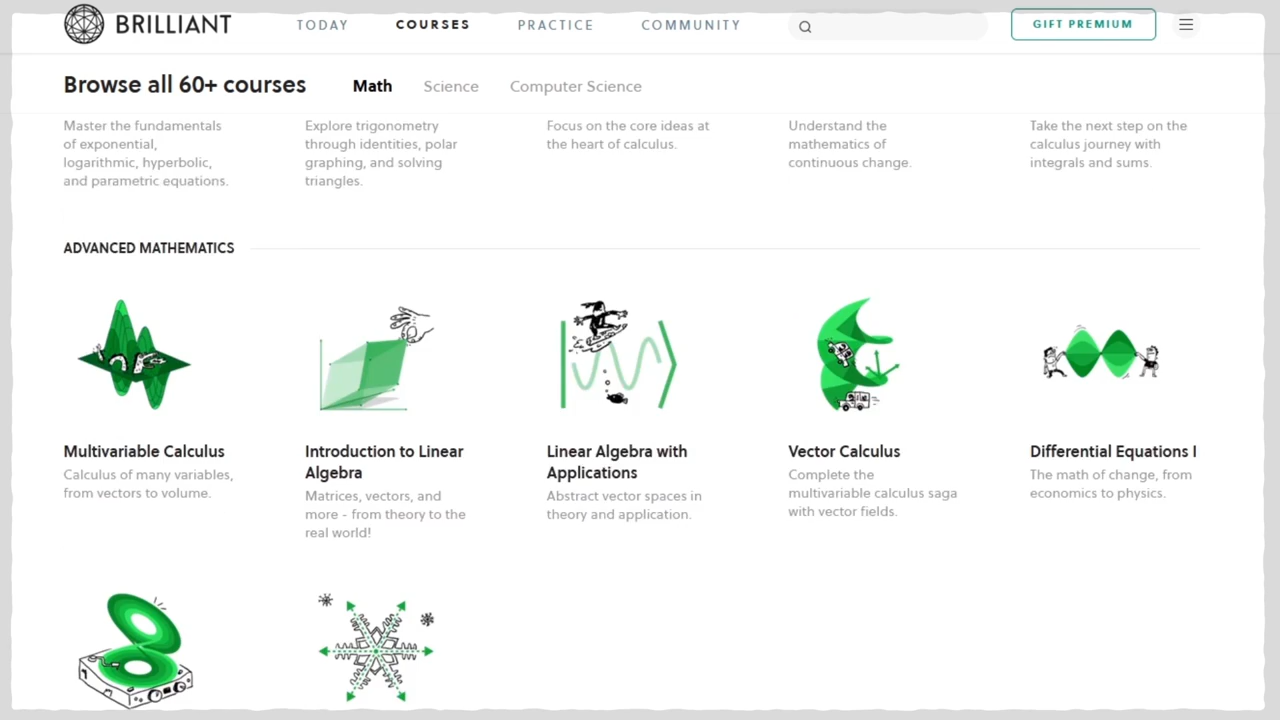 BRILLIANT
TODAY
COURSES
PRACTICE
COMMUNITY
GIFT PREMIUM
Browse all 60+ courses
Math
Science
Computer Science
Master the fundamentals
of exponential,
logarithmic, hyperbolic,
and parametric equations.
Explore trigonometry
through identities, polar
graphing, and solving
triangles.
Focus on the core ideas at
the heart of calculus.
Understand the
mathematics of
continuous change.
Take the next step on the
calculus journey with
integrals and sums.
ADVANCED MATHEMATICS
Multivariable Calculus
Calculus of many variables,
from vectors to volume.
Introduction to Linear
Algebra
Matrices, vectors, and
more - from theory to the
real world!
Linear Algebra with
Applications
Abstract vector spaces in
theory and application.
Vector Calculus
Complete the
multivariable calculus saga
with vector fields.
Differential Equations I
The math of change, from
economics to physics.